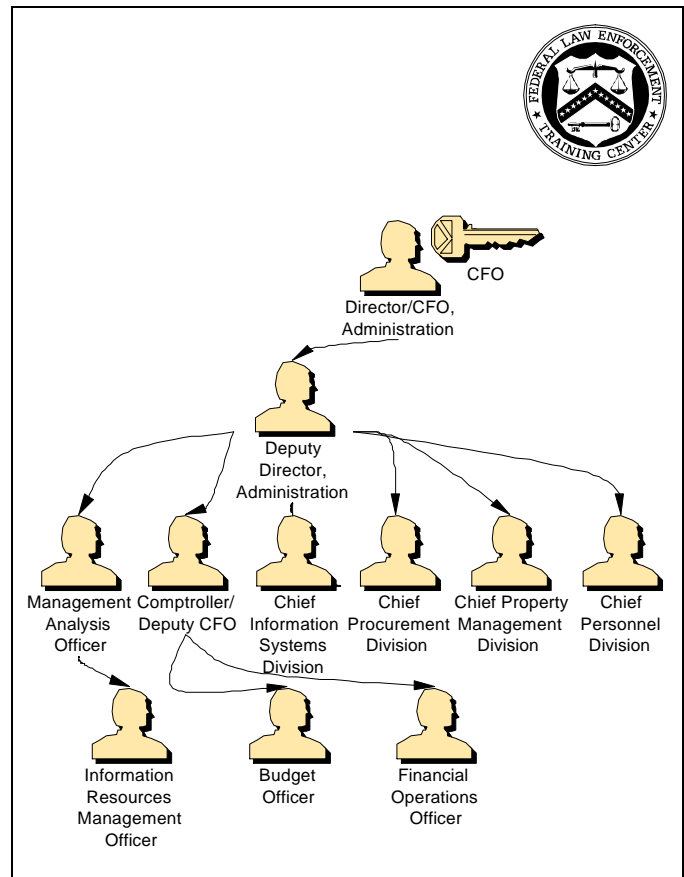 FEDERAL LAW ENFORCEMENT
TRAINING CENTER
CFO
Director/CFO,
Administration
Deputy
Director,
Administration
Management
Analysis
Officer
Comptroller/
Deputy CFO
Chief
Information
Systems
Division
Chief
Procurement
Division
Chief Property
Management
Division
Chief
Personnel
Division
Information
Resources
Management
Officer
Budget
Officer
Financial
Operations
Officer